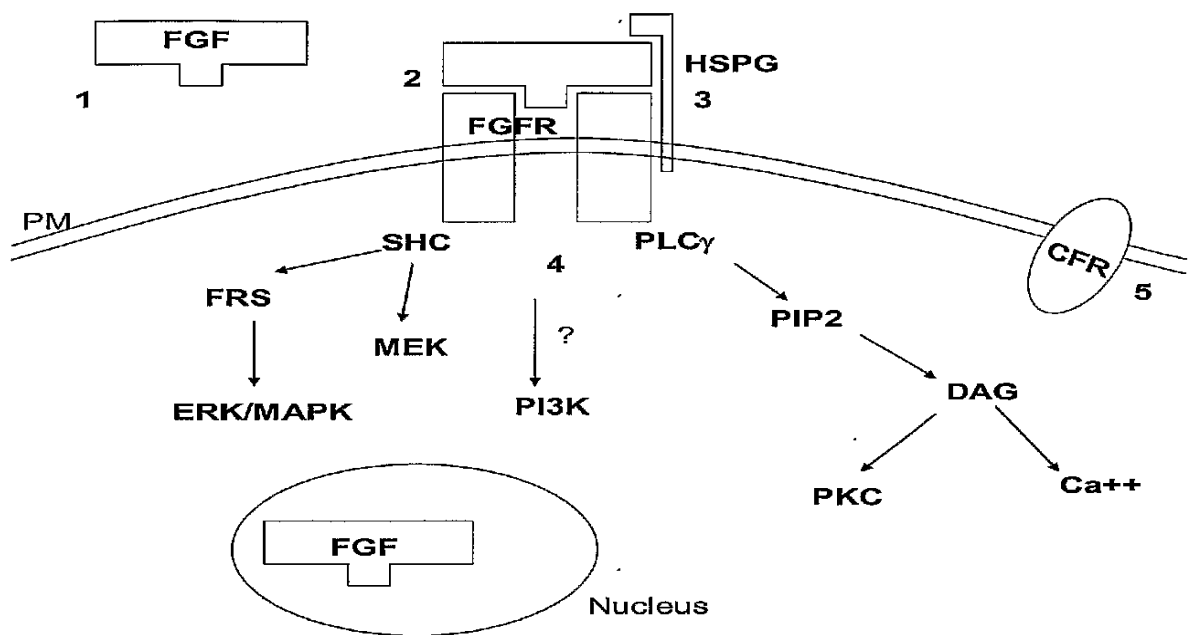 FGF
1
2
HSPG
3
FGFR
PM
SHC
PLCγ
4
CFR
5
FRS
PIP2
MEK
?
ERK/MAPK
PI3K
DAG
PKC
Ca++
FGF
Nucleus